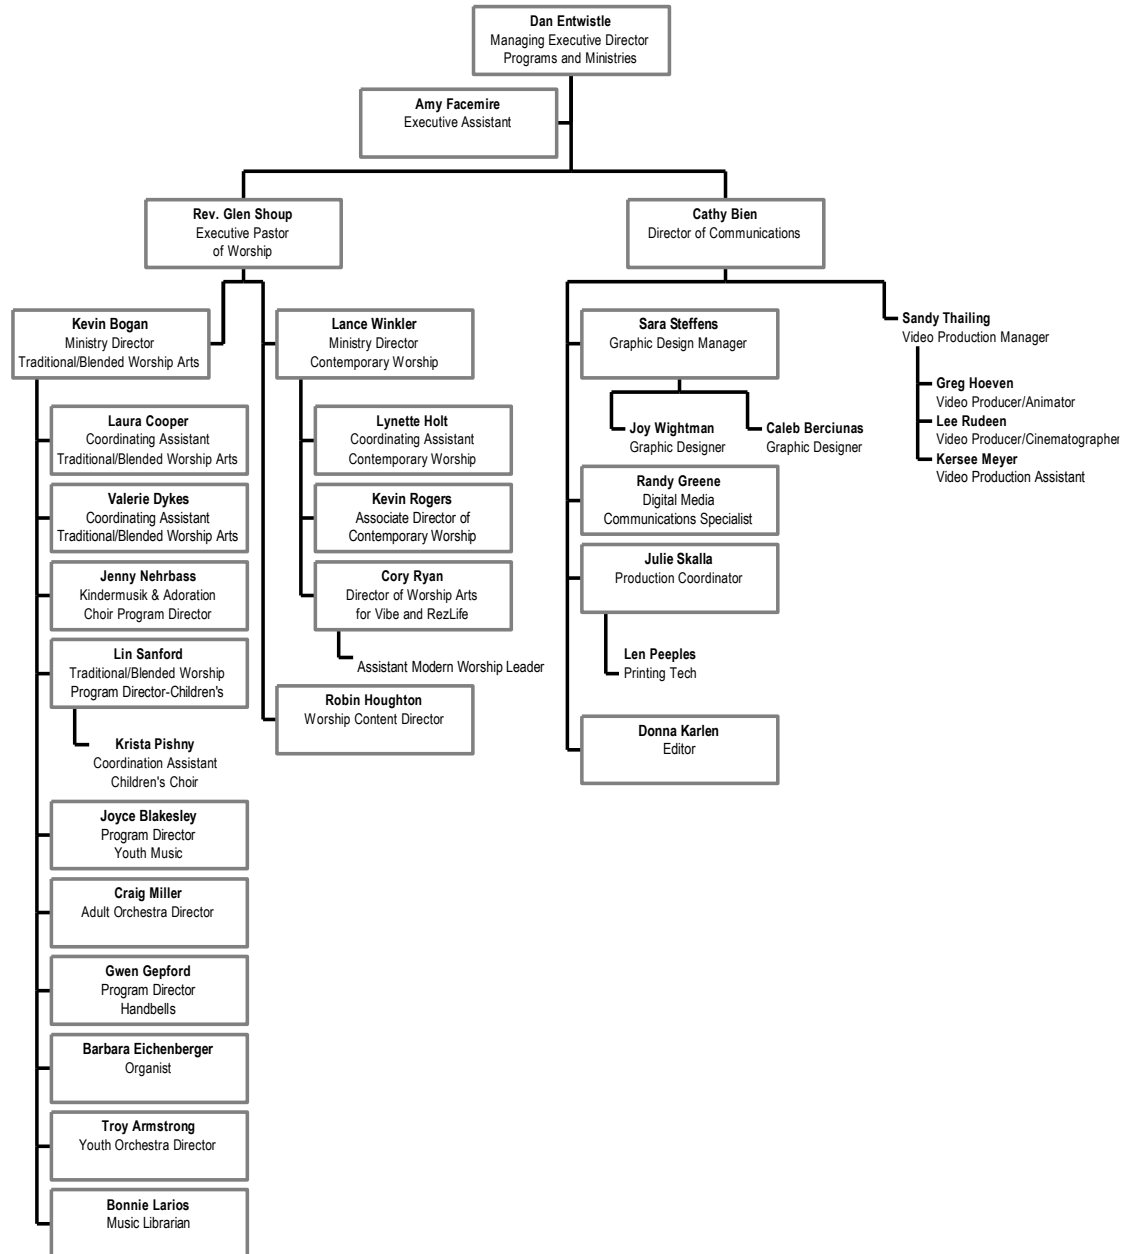 Dan Entwistle
Managing Executive Director
Programs and Ministries
Amy Facemire
Executive Assistant
Rev. Glen Shoup
Executive Pastor
of Worship
Kevin Bogan
Ministry Director
Traditional/Blended Worship Arts
Laura Cooper
Coordinating Assistant
Traditional/Blended Worship Arts
Valerie Dykes
Coordinating Assistant
Traditional/Blended Worship Arts
Jenny Nehrbass
Kindermusik & Adoration
Choir Program Director
Lin Sanford
Traditional/Blended Worship
Program Director-Children's
Krista Pishny
Coordination Assistant
Children's Choir
Joyce Blakesley
Program Director
Youth Music
Craig Miller
Adult Orchestra Director
Gwen Gepford
Program Director
Handbells
Barbara Eichenberger
Organist
Troy Armstrong
Youth Orchestra Director
Bonnie Larios
Music Librarian
Lance Winkler
Ministry Director
Contemporary Worship
Lynette Holt
Coordinating Assistant
Contemporary Worship
Kevin Rogers
Associate Director of
Contemporary Worship
Cory Ryan
Director of Worship Arts
for Vibe and RezLife
Assistant Modern Worship Leader
Robin Houghton
Worship Content Director
Cathy Bien
Director of Communications
Sara Steffens
Graphic Design Manager
Joy Wightman
Graphic Designer
Caleb Berciunas
Graphic Designer
Randy Greene
Digital Media
Communications Specialist
Julie Skalla
Production Coordinator
Len Peeples
Printing Tech
Donna Karlen
Editor
Sandy Thailing
Video Production Manager
Greg Hoeven
Video Producer/Animator
Lee Rudeen
Video Producer/Cinematographer
Kersee Meyer
Video Production Assistant